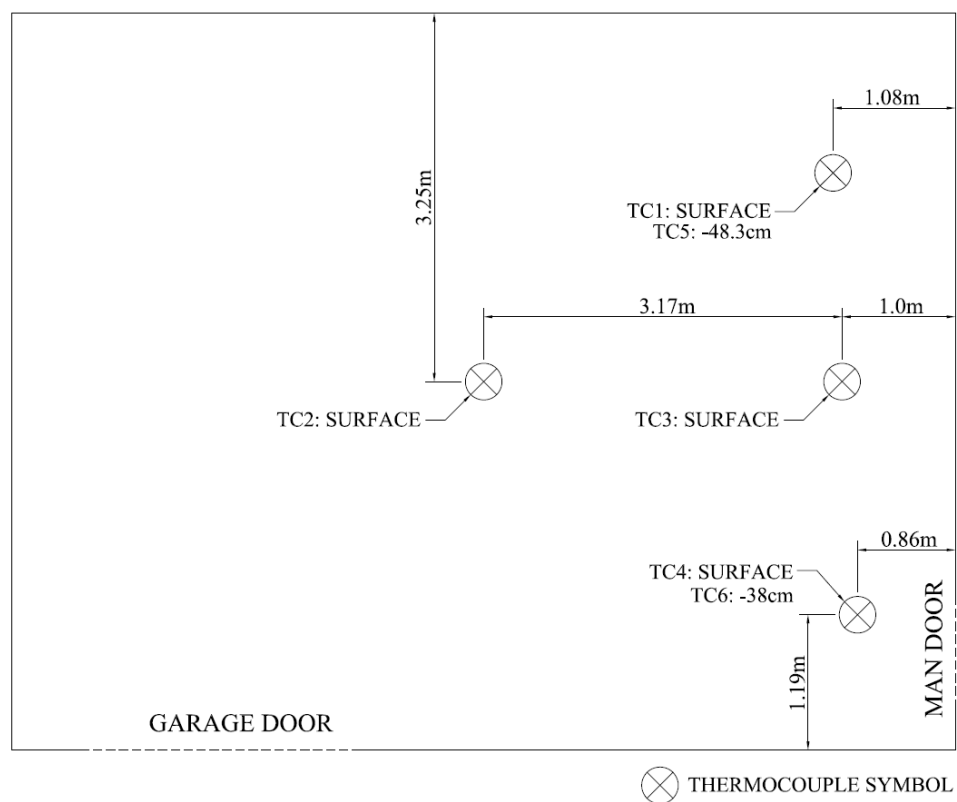 1.08m
3.25m
TC1: SURFACE
TC5: -48.3cm
3.17m
1.0m
TC2: SURFACE
TC3: SURFACE
0.86m
TC4: SURFACE
TC6: -38cm
1.19m
MAN DOOR
GARAGE DOOR
THERMOCOUPLE SYMBOL